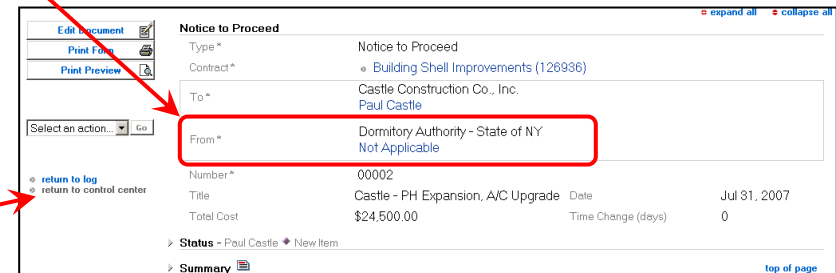 expand all collapse all
Edit Document
Print Form
Print Preview
Select an action... Go
return to log
return to control center
Notice to Proceed
Type * Notice to Proceed
Contract * Building Shell Improvements (126936)
To * Castle Construction Co., Inc.
Paul Castle
From * Dormitory Authority - State of NY
Not Applicable
Number * 00002
Title Castle - PH Expansion, A/C Upgrade Date Jul 31, 2007
Total Cost $24,500.00 Time Change (days) 0
Status - Paul Castle New Item
Summary top of page